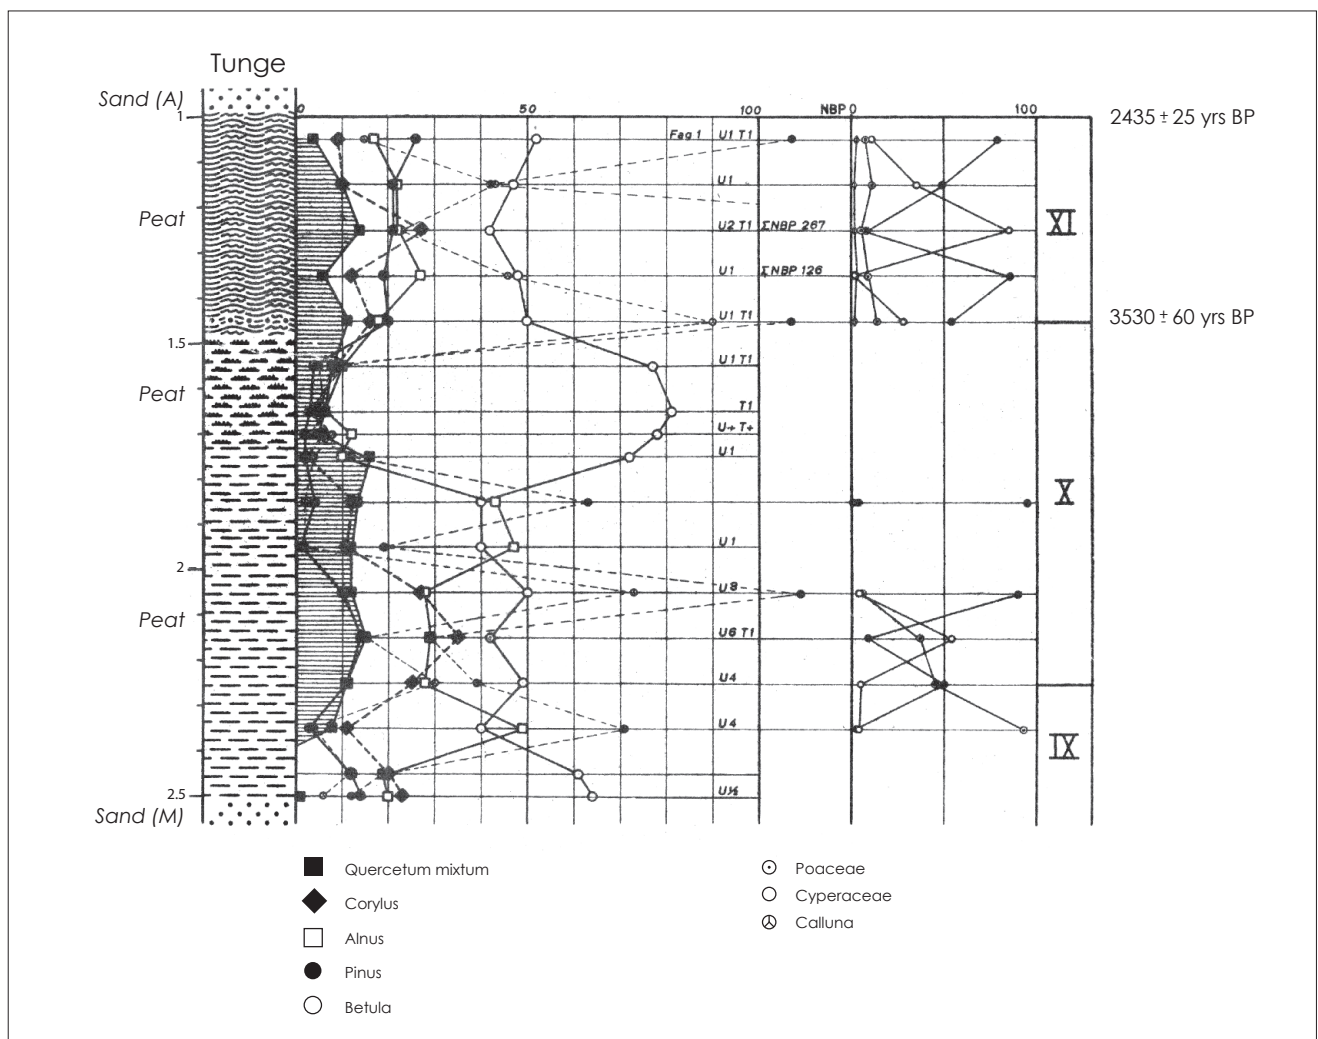 Tunge
Sand (A)
0 50 100 NBP 0 100
1
2435 ± 25 yrs BP
Fag 1 U1 T1
U1
Peat
U2 T1 ΣNBP 267
XI
U1 ΣNBP 126
U1 T1
3530 ± 60 yrs BP
1.5
U1 T1
Peat
T1
U+ T+
U1
X
U1
2
U8
Peat
U6 T1
U4
U4
IX
2.5
U½
Sand (M)
Quercetum mixtum
Corylus
Alnus
Pinus
Betula
Poaceae
Cyperaceae
Calluna